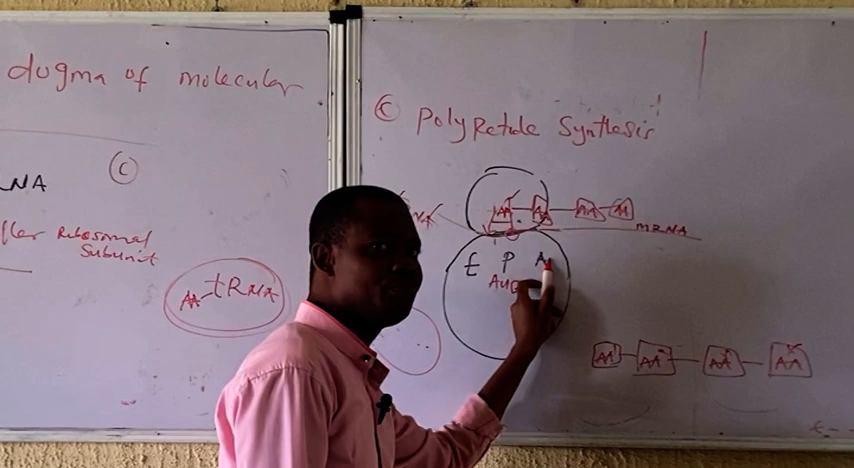 dogma of molecular
NA
Ribosomal
Subunit
C
AA-tRNA
C PolyPetide Synthesis
AA AA AA AA
mRNA
E P A
AUG
AA AA AA AA